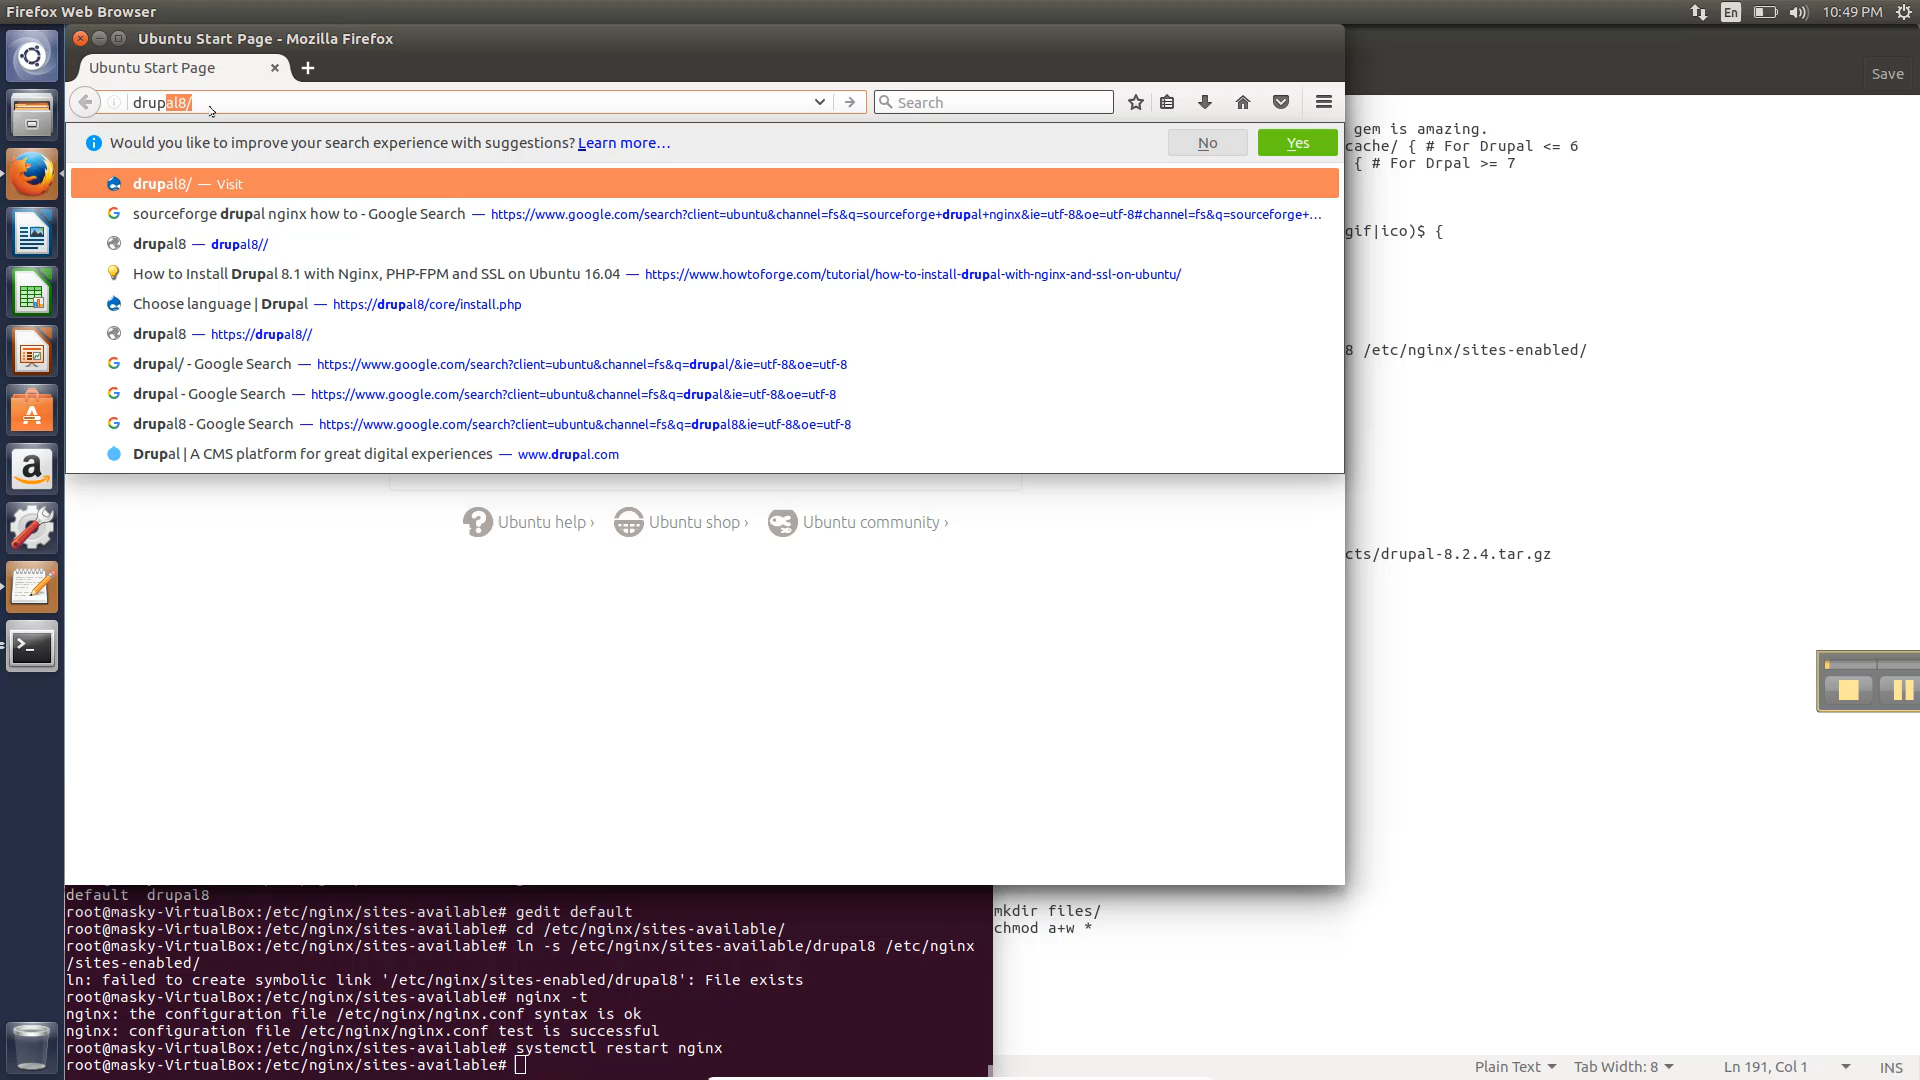 Firefox Web Browser
En
10:49 PM
Ubuntu Start Page - Mozilla Firefox
Ubuntu Start Page
Save
drupal8/
Search
Would you like to improve your search experience with suggestions? Learn more…
No
Yes
drupal8/ — Visit
sourceforge drupal nginx how to - Google Search — https://www.google.com/search?client=ubuntu&channel=fs&q=sourceforge+drupal+nginx&ie=utf-8&oe=utf-8#channel=fs&q=sourceforge+…
drupal8 — drupal8//
How to Install Drupal 8.1 with Nginx, PHP-FPM and SSL on Ubuntu 16.04 — https://www.howtoforge.com/tutorial/how-to-install-drupal-with-nginx-and-ssl-on-ubuntu/
Choose language | Drupal — https://drupal8/core/install.php
drupal8 — https://drupal8//
drupal/ - Google Search — https://www.google.com/search?client=ubuntu&channel=fs&q=drupal/&ie=utf-8&oe=utf-8
drupal - Google Search — https://www.google.com/search?client=ubuntu&channel=fs&q=drupal&ie=utf-8&oe=utf-8
drupal8 - Google Search — https://www.google.com/search?client=ubuntu&channel=fs&q=drupal8&ie=utf-8&oe=utf-8
Drupal | A CMS platform for great digital experiences — www.drupal.com
Ubuntu help ›
Ubuntu shop ›
Ubuntu community ›
gem is amazing.
cache/ { # For Drupal <= 6
{ # For Drpal >= 7
gif|ico)$ {
8 /etc/nginx/sites-enabled/
cts/drupal-8.2.4.tar.gz
mkdir files/
chmod a+w *
default drupal8
root@masky-VirtualBox:/etc/nginx/sites-available# gedit default
root@masky-VirtualBox:/etc/nginx/sites-available# cd /etc/nginx/sites-available/
root@masky-VirtualBox:/etc/nginx/sites-available# ln -s /etc/nginx/sites-available/drupal8 /etc/nginx
/sites-enabled/
ln: failed to create symbolic link '/etc/nginx/sites-enabled/drupal8': File exists
root@masky-VirtualBox:/etc/nginx/sites-available# nginx -t
nginx: the configuration file /etc/nginx/nginx.conf syntax is ok
nginx: configuration file /etc/nginx/nginx.conf test is successful
root@masky-VirtualBox:/etc/nginx/sites-available# systemctl restart nginx
root@masky-VirtualBox:/etc/nginx/sites-available#
Plain Text
Tab Width: 8
Ln 191, Col 1
INS